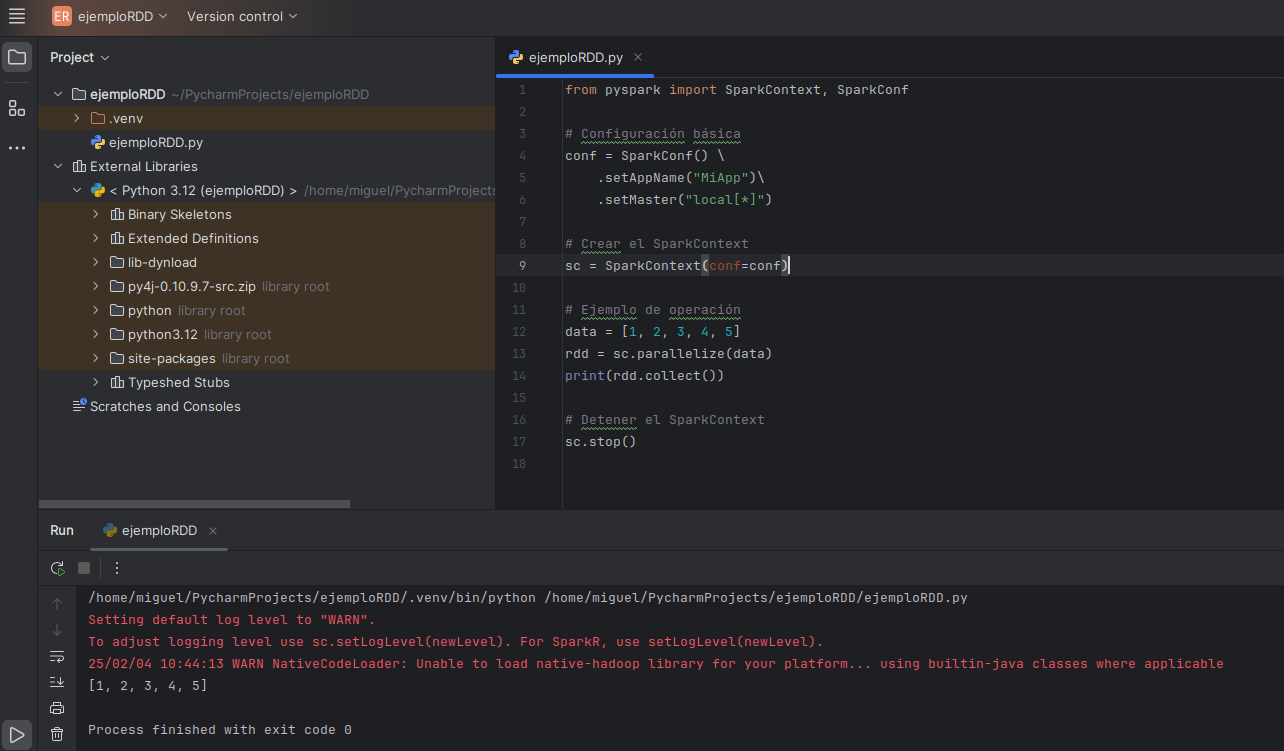 ER ejemploRDD Version control
Project
ejemploRDD.py
ejemploRDD ~/PycharmProjects/ejemploRDD
.venv
ejemploRDD.py
External Libraries
< Python 3.12 (ejemploRDD) > /home/miguel/PycharmProjects
Binary Skeletons
Extended Definitions
lib-dynload
py4j-0.10.9.7-src.zip library root
python library root
python3.12 library root
site-packages library root
Typeshed Stubs
Scratches and Consoles
1 from pyspark import SparkContext, SparkConf
2
3 # Configuración básica
4 conf = SparkConf() \
5     .setAppName("MiApp")\
6     .setMaster("local[*]")
7
8 # Crear el SparkContext
9 sc = SparkContext(conf=conf)
10
11 # Ejemplo de operación
12 data = [1, 2, 3, 4, 5]
13 rdd = sc.parallelize(data)
14 print(rdd.collect())
15
16 # Detener el SparkContext
17 sc.stop()
18
Run ejemploRDD
/home/miguel/PycharmProjects/ejemploRDD/.venv/bin/python /home/miguel/PycharmProjects/ejemploRDD/ejemploRDD.py
Setting default log level to "WARN".
To adjust logging level use sc.setLogLevel(newLevel). For SparkR, use setLogLevel(newLevel).
25/02/04 10:44:13 WARN NativeCodeLoader: Unable to load native-hadoop library for your platform... using builtin-java classes where applicable
[1, 2, 3, 4, 5]
Process finished with exit code 0